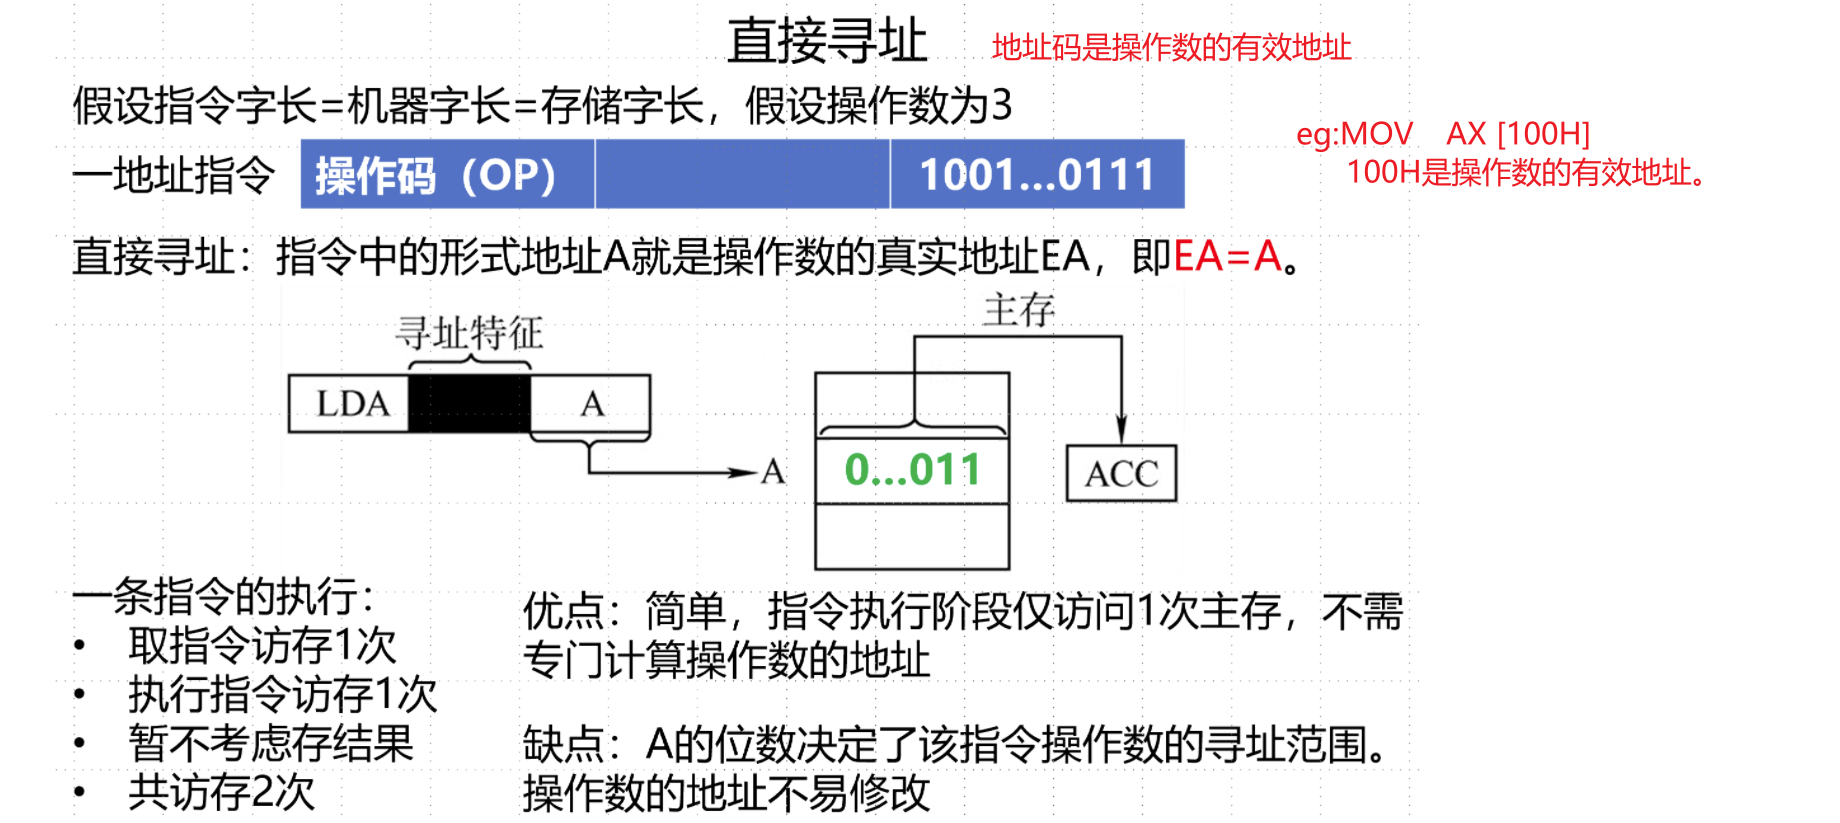 直接寻址
地址码是操作数的有效地址
假设指令字长=机器字长=存储字长，假设操作数为3
eg:MOV AX [100H]
100H是操作数的有效地址。
一地址指令 操作码（OP） 1001...0111
直接寻址：指令中的形式地址A就是操作数的真实地址EA，即EA=A。
主存
寻址特征
LDA A
A 0...011 ACC
一条指令的执行：
• 取指令访存1次
• 执行指令访存1次
• 暂不考虑存结果
• 共访存2次
优点：简单，指令执行阶段仅访问1次主存，不需
专门计算操作数的地址
缺点：A的位数决定了该指令操作数的寻址范围。
操作数的地址不易修改